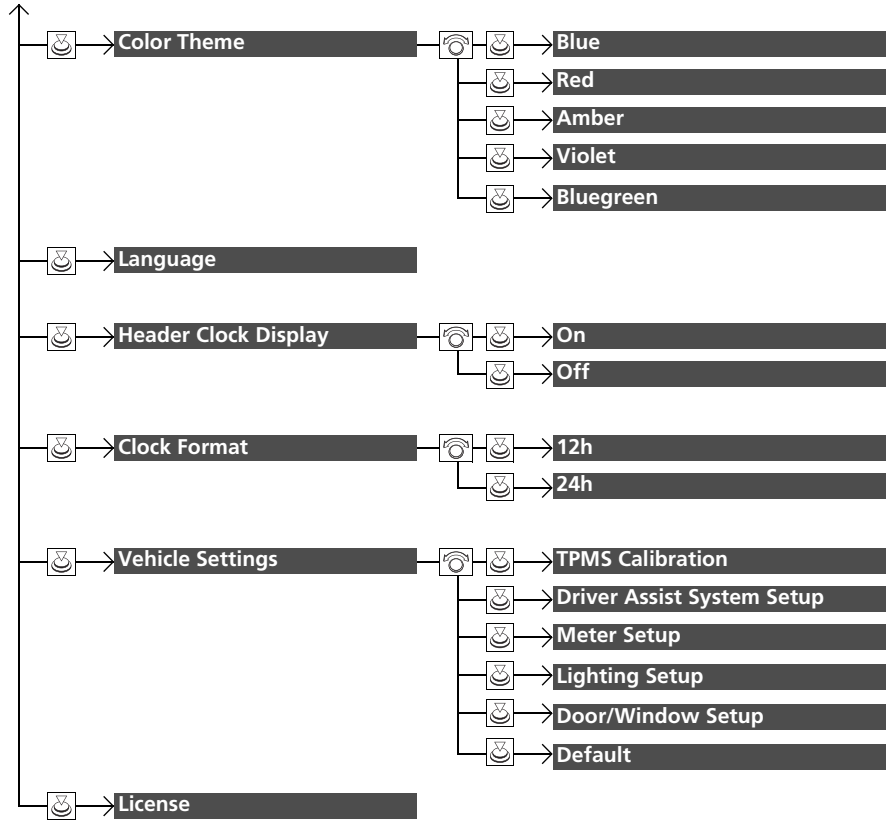 Color Theme
Blue
Red
Amber
Violet
Bluegreen
Language
Header Clock Display
On
Off
Clock Format
12h
24h
Vehicle Settings
TPMS Calibration
Driver Assist System Setup
Meter Setup
Lighting Setup
Door/Window Setup
Default
License